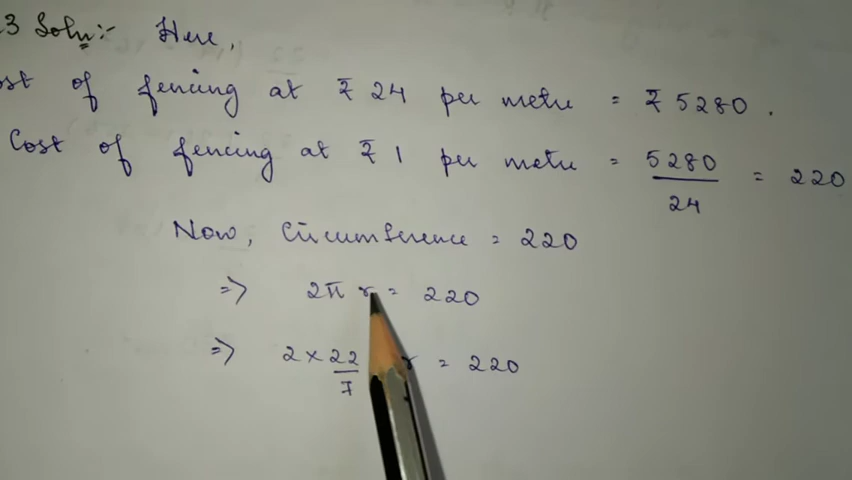 3 Soln:- Here,
of fencing at ₹ 24 per metre = ₹ 5280.
Cost of fencing at ₹ 1 per metre = 5280/24 = 220
Now, Circumference = 220
=> 2π r = 220
=> 2 × 22/7 r = 220